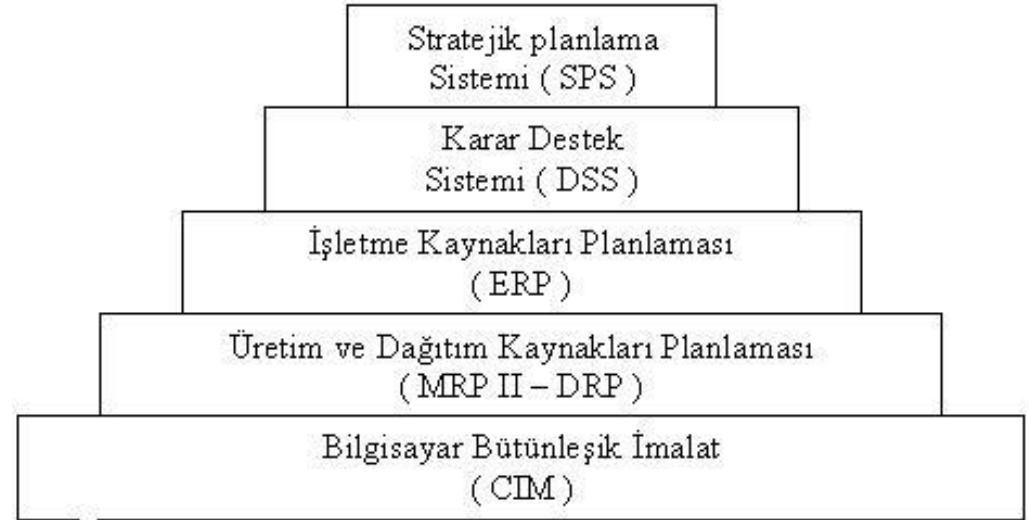 Stratejik planlama
Sistemi ( SPS )
Karar Destek
Sistemi ( DSS )
İşletme Kaynakları Planlaması
( ERP )
Üretim ve Dağıtım Kaynakları Planlaması
( MRP II – DRP )
Bilgisayar Bütünleşik İmalat
( CIM )